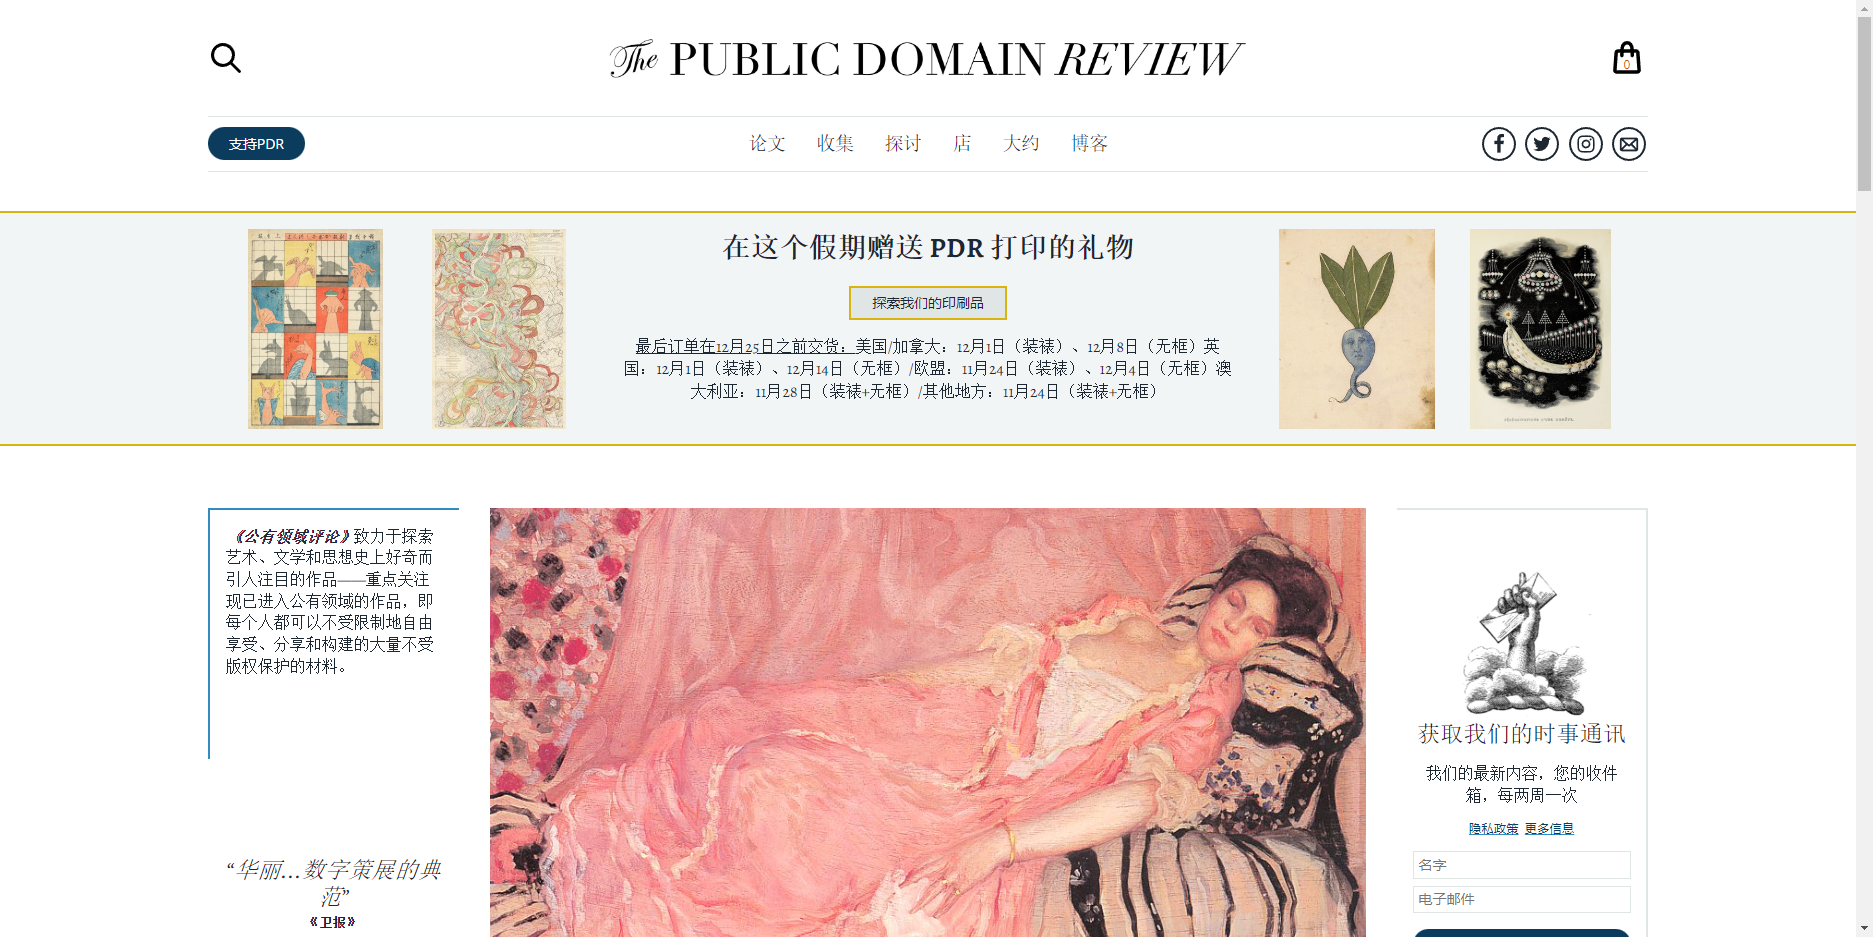 The PUBLIC DOMAIN REVIEW
0
支持PDR
论文 收集 探讨 店 大约 博客
在这个假期赠送 PDR 打印的礼物
探索我们的印刷品
最后订单在12月25日之前交货：美国/加拿大：12月1日（装裱）、12月8日（无框）英
国：12月1日（装裱）、12月14日（无框）/欧盟：11月24日（装裱）、12月4日（无框）澳
大利亚：11月28日（装裱+无框）/其他地方：11月24日（装裱+无框）
《公有领域评论》致力于探索
艺术、文学和思想史上好奇而
引人注目的作品——重点关注
现已进入公有领域的作品，即
每个人都可以不受限制地自由
享受、分享和构建的大量不受
版权保护的材料。
“华丽...数字策展的典
范”
《卫报》
获取我们的时事通讯
我们的最新内容，您的收件
箱，每两周一次
隐私政策 更多信息
名字
电子邮件